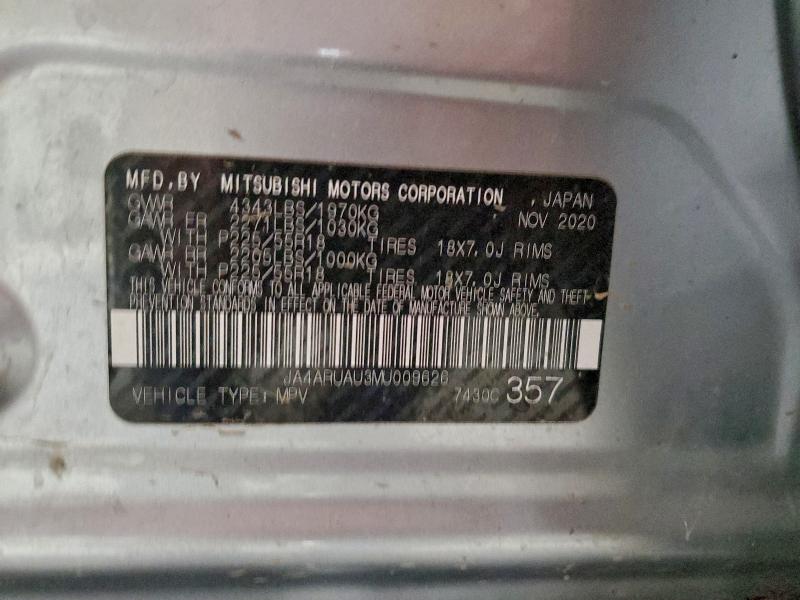 MFD. BY MITSUBISHI MOTORS CORPORATION , JAPAN
GVWR 4343LBS/1970KG NOV 2020
GAWR FR 2271LBS/1030KG
WITH P225/55R18 TIRES 18X7.0J RIMS
GAWR RR 2205LBS/1000KG
WITH P225/55R18 TIRES 18X7.0J RIMS
THIS VEHICLE CONFORMS TO ALL APPLICABLE FEDERAL MOTOR VEHICLE SAFETY AND THEFT
PREVENTION STANDARDS IN EFFECT ON THE DATE OF MANUFACTURE SHOWN ABOVE.
JA4ARUAU3MU009626
VEHICLE TYPE: MPV 7430C 357